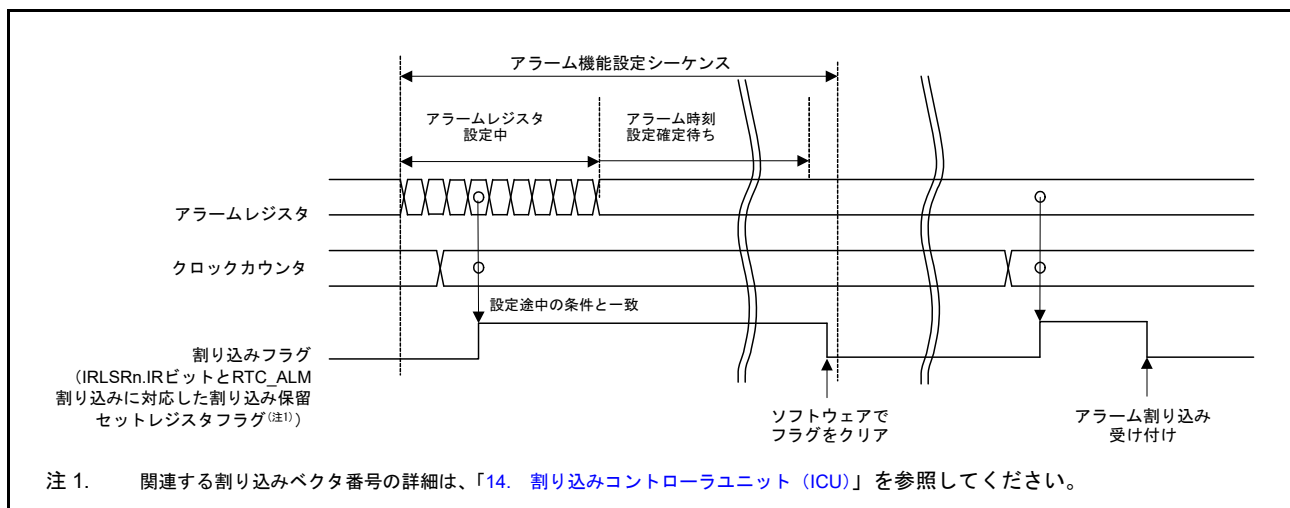 アラーム機能設定シーケンス
アラームレジスタ
設定中
アラーム時刻
設定確定待ち
アラームレジスタ
クロックカウンタ
設定途中の条件と一致
割り込みフラグ
（IRLSRn.IRビットとRTC_ALM
割り込みに対応した割り込み保留
セットレジスタフラグ(注1)）
ソフトウェアで
フラグをクリア
アラーム割り込み
受け付け
注 1. 関連する割り込みベクタ番号の詳細は、「14. 割り込みコントローラユニット（ICU）」を参照してください。